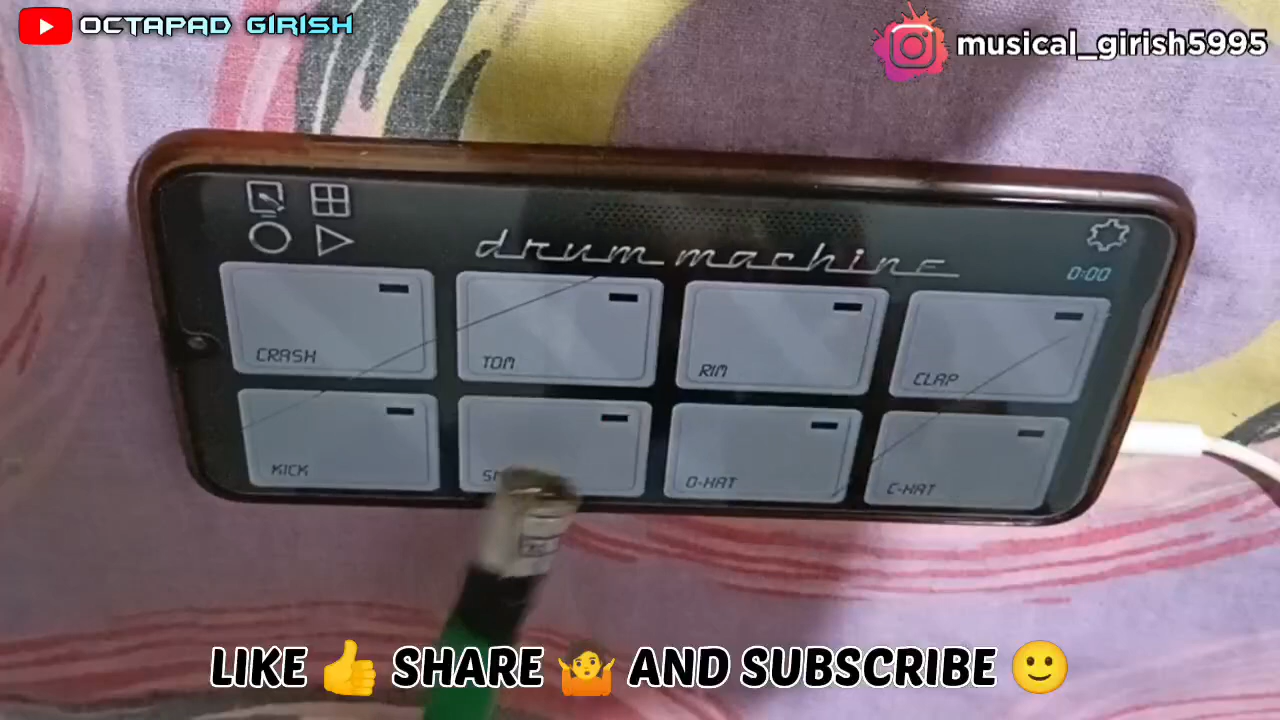 OCTAPAD GIRISH
musical_girish5995
drum machine
0:00
CRASH
TOM
RIM
CLAP
KICK
O-HAT
C-HAT
LIKE 👍 SHARE 🤷 AND SUBSCRIBE 🙂